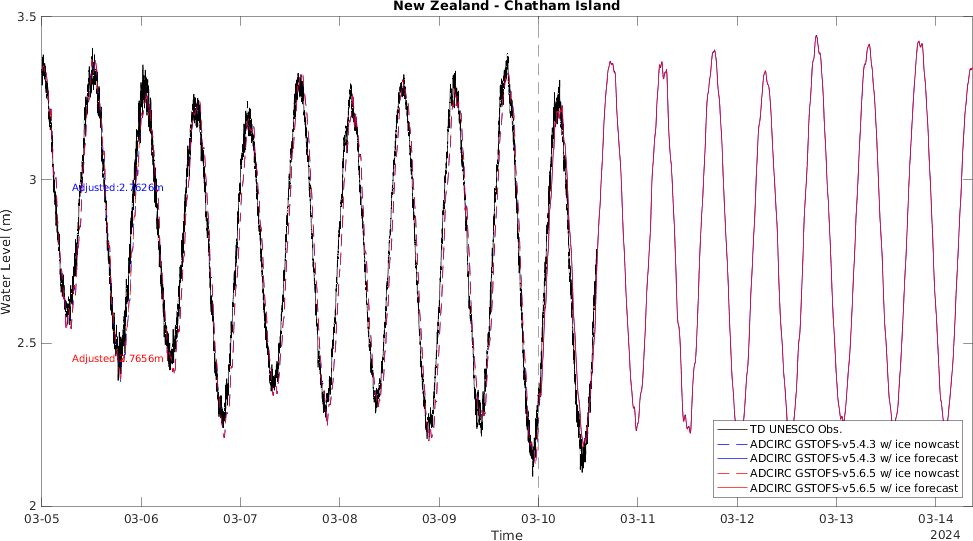 New Zealand - Chatham Island
3.5
3
2.5
2
Water Level (m)
Adjusted:2.7626m
Adjusted:2.7656m
TD UNESCO Obs.
ADCIRC GSTOFS-v5.4.3 w/ ice nowcast
ADCIRC GSTOFS-v5.4.3 w/ ice forecast
ADCIRC GSTOFS-v5.6.5 w/ ice nowcast
ADCIRC GSTOFS-v5.6.5 w/ ice forecast
03-05 03-06 03-07 03-08 03-09 03-10 03-11 03-12 03-13 03-14
Time 2024